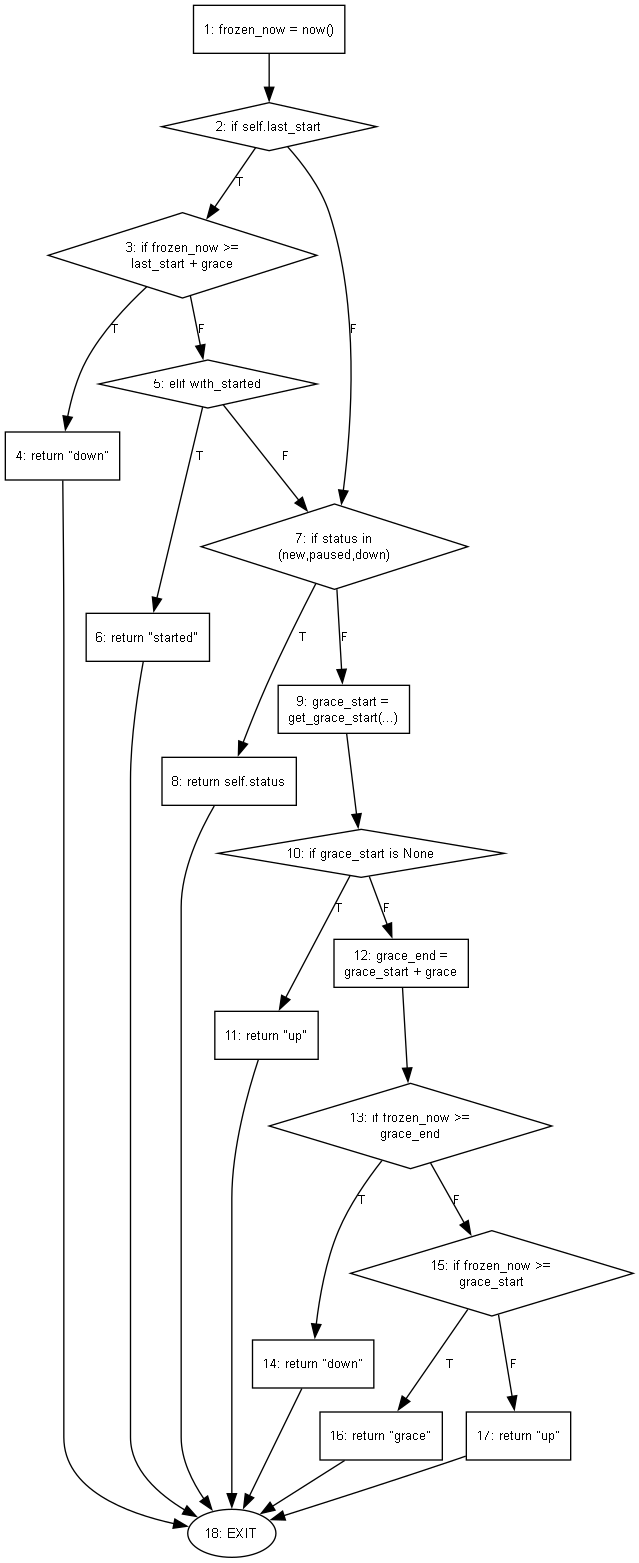 1: frozen_now = now()
2: if self.last_start
T
3: if frozen_now >=
last_start + grace
F
T
F
5: elif with_started
4: return "down"
T
F
7: if status in
(new,paused,down)
6: return "started"
T
F
9: grace_start =
get_grace_start(...)
8: return self.status
10: if grace_start is None
T
F
12: grace_end =
grace_start + grace
11: return "up"
13: if frozen_now >=
grace_end
T
F
15: if frozen_now >=
grace_start
14: return "down"
T
F
16: return "grace"
17: return "up"
18: EXIT